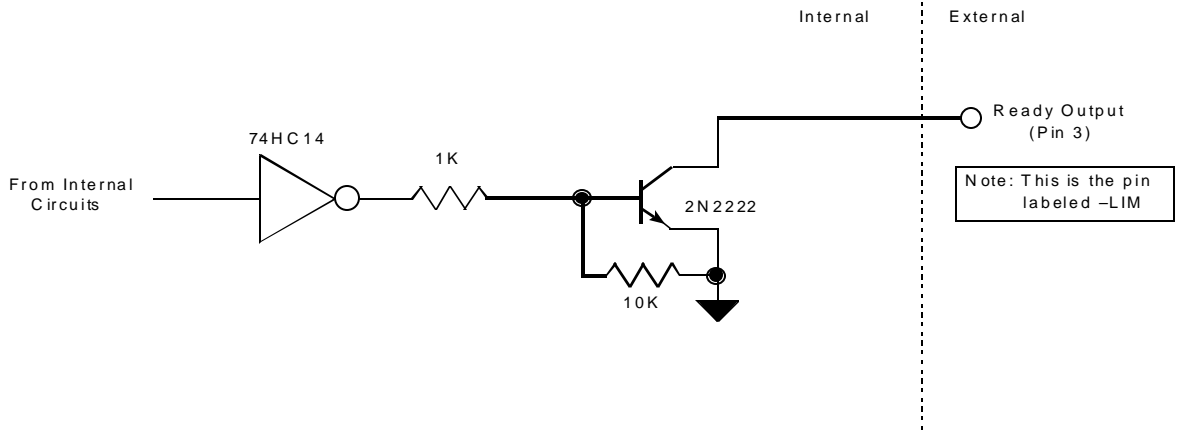 Internal
External
74HC14
1K
Ready Output
(Pin 3)
From Internal
Circuits
Note: This is the pin
labeled –LIM
2N2222
10K